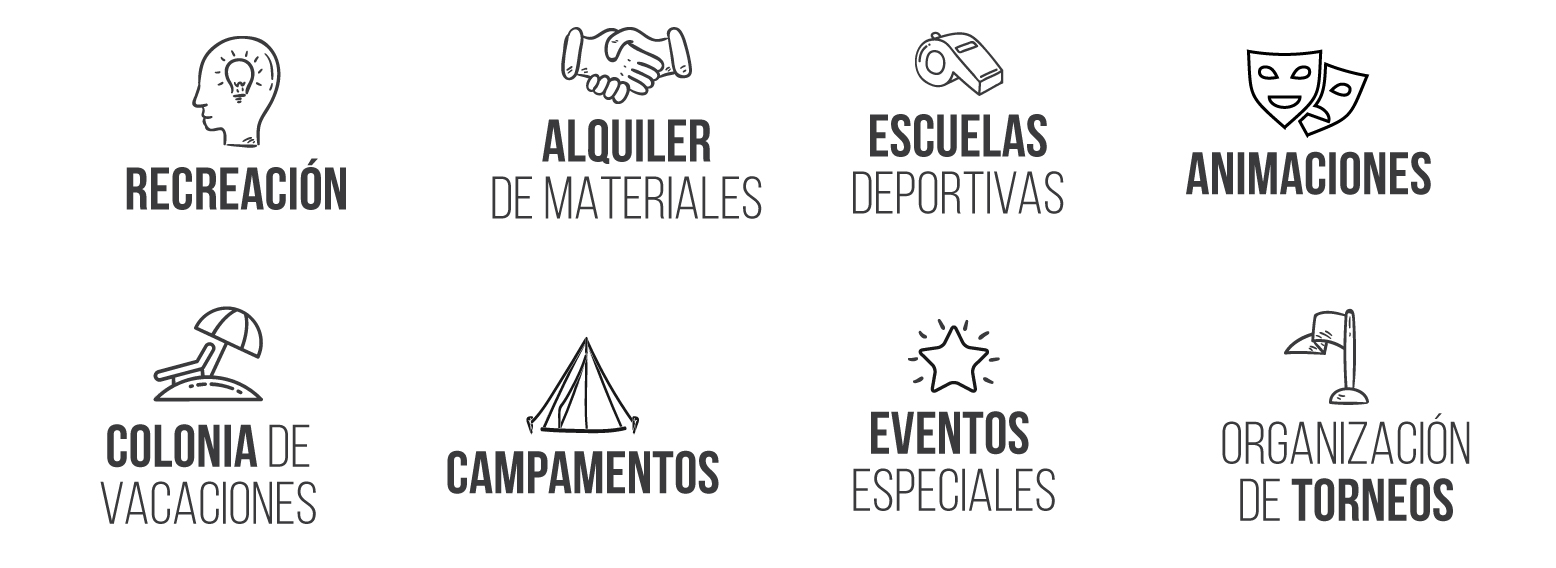 RECREACIÓN
ALQUILER
DE MATERIALES
ESCUELAS
DEPORTIVAS
ANIMACIONES
COLONIA DE
VACACIONES
CAMPAMENTOS
EVENTOS
ESPECIALES
ORGANIZACIÓN
DE TORNEOS